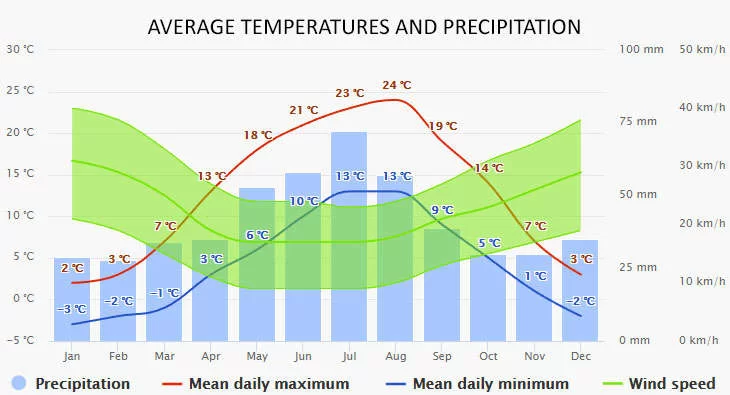 AVERAGE TEMPERATURES AND PRECIPITATION
30 °C 100 mm 50 km/h
25 °C 24 °C 40 km/h
23 °C
21 °C
20 °C 18 °C 19 °C 75 mm
15 °C 13 °C 13 °C 13 °C 14 °C 30 km/h
10 °C 10 °C 9 °C 50 mm 20 km/h
5 °C 7 °C 6 °C 5 °C 7 °C
2 °C 3 °C 3 °C 3 °C 25 mm 10 km/h
0 °C −3 °C −2 °C −1 °C 1 °C −2 °C
−5 °C 0 mm 0 km/h
Jan Feb Mar Apr May Jun Jul Aug Sep Oct Nov Dec
Precipitation Mean daily maximum Mean daily minimum Wind speed